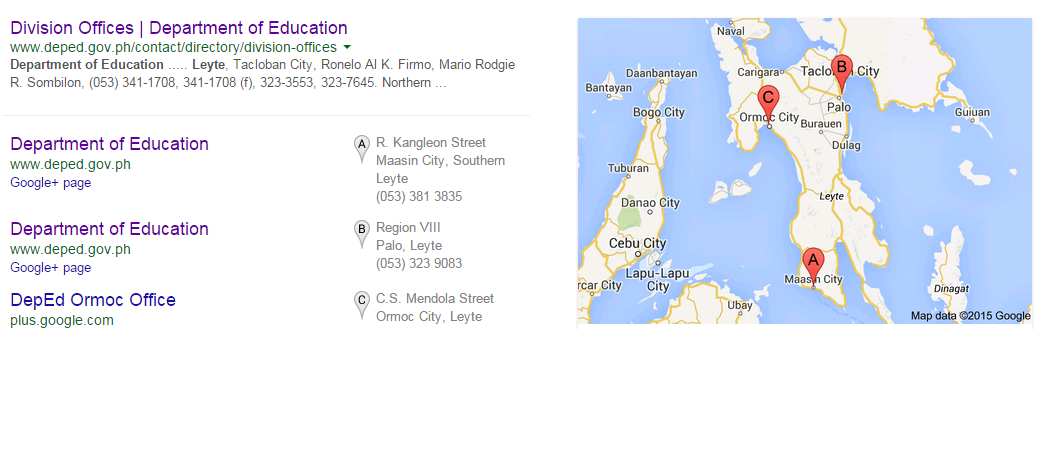 Division Offices | Department of Education
www.deped.gov.ph/contact/directory/division-offices
Department of Education ..... Leyte, Tacloban City, Ronelo Al K. Firmo, Mario Rodgie
R. Sombilon, (053) 341-1708, 341-1708 (f), 323-3553, 323-7645. Northern ...
Department of Education
www.deped.gov.ph
Google+ page
A
R. Kangleon Street
Maasin City, Southern
Leyte
(053) 381 3835
Department of Education
www.deped.gov.ph
Google+ page
B
Region VIII
Palo, Leyte
(053) 323 9083
DepEd Ormoc Office
plus.google.com
C
C.S. Mendola Street
Ormoc City, Leyte
Naval
Carigara
Tacloban City
B
Daanbantayan
Bantayan
C
Palo
Bogo City
Ormoc City
Burauen
Guiuan
Dulag
Tuburan
Leyte
Danao City
Cebu City
A
Lapu-Lapu
City
Maasin City
rcar City
Ubay
Dinagat
Map data ©2015 Google